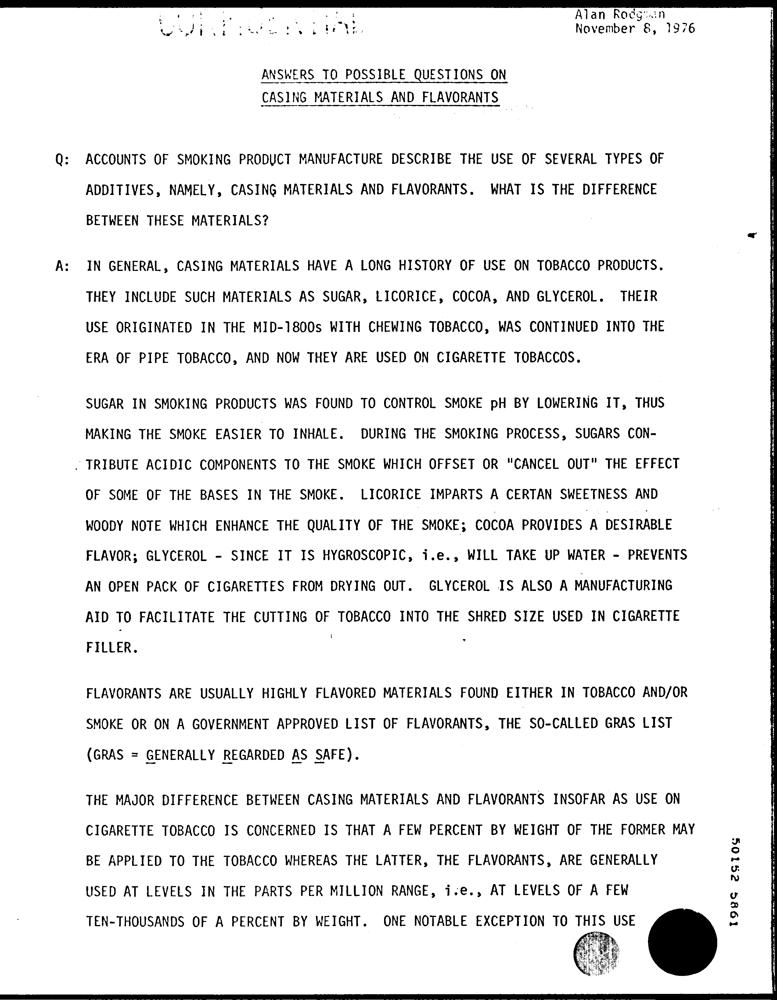 CONFIDENTIAL
Alan Rodgman
November 8, 1976
ANSWERS TO POSSIBLE QUESTIONS ON
CASING MATERIALS AND FLAVORANTS
Q: ACCOUNTS OF SMOKING PRODUCT MANUFACTURE DESCRIBE THE USE OF SEVERAL TYPES OF
ADDITIVES, NAMELY, CASING MATERIALS AND FLAVORANTS. WHAT IS THE DIFFERENCE
BETWEEN THESE MATERIALS?
A: IN GENERAL, CASING MATERIALS HAVE A LONG HISTORY OF USE ON TOBACCO PRODUCTS.
THEY INCLUDE SUCH MATERIALS AS SUGAR, LICORICE, COCOA, AND GLYCEROL. THEIR
USE ORIGINATED IN THE MID-1800s WITH CHEWING TOBACCO, WAS CONTINUED INTO THE
ERA OF PIPE TOBACCO, AND NOW THEY ARE USED ON CIGARETTE TOBACCOS.
SUGAR IN SMOKING PRODUCTS WAS FOUND TO CONTROL SMOKE pH BY LOWERING IT, THUS
MAKING THE SMOKE EASIER TO INHALE. DURING THE SMOKING PROCESS, SUGARS CON-
TRIBUTE ACIDIC COMPONENTS TO THE SMOKE WHICH OFFSET OR "CANCEL OUT" THE EFFECT
OF SOME OF THE BASES IN THE SMOKE. LICORICE IMPARTS A CERTAN SWEETNESS AND
WOODY NOTE WHICH ENHANCE THE QUALITY OF THE SMOKE; COCOA PROVIDES A DESIRABLE
FLAVOR; GLYCEROL - SINCE IT IS HYGROSCOPIC, i.e., WILL TAKE UP WATER - PREVENTS
AN OPEN PACK OF CIGARETTES FROM DRYING OUT. GLYCEROL IS ALSO A MANUFACTURING
AID TO FACILITATE THE CUTTING OF TOBACCO INTO THE SHRED SIZE USED IN CIGARETTE
FILLER.
FLAVORANTS ARE USUALLY HIGHLY FLAVORED MATERIALS FOUND EITHER IN TOBACCO AND/OR
SMOKE OR ON A GOVERNMENT APPROVED LIST OF FLAVORANTS, THE SO-CALLED GRAS LIST
(GRAS = GENERALLY REGARDED AS SAFE).
THE MAJOR DIFFERENCE BETWEEN CASING MATERIALS AND FLAVORANTS INSOFAR AS USE ON
CIGARETTE TOBACCO IS CONCERNED IS THAT A FEW PERCENT BY WEIGHT OF THE FORMER MAY
BE APPLIED TO THE TOBACCO WHEREAS THE LATTER, THE FLAVORANTS, ARE GENERALLY
USED AT LEVELS IN THE PARTS PER MILLION RANGE, i.e., AT LEVELS OF A FEW
TEN-THOUSANDS OF A PERCENT BY WEIGHT. ONE NOTABLE EXCEPTION TO THIS USE
50152 5861